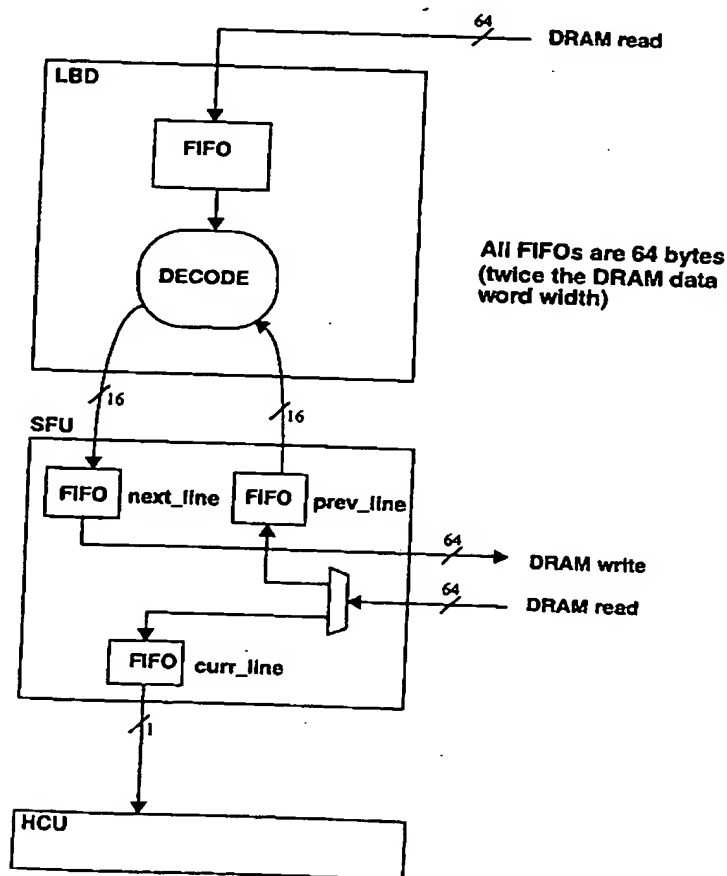 64
DRAM read
LBD
FIFO
All FIFOs are 64 bytes
(twice the DRAM data
word width)
DECODE
16
16
SFU
FIFO
next_line
FIFO
prev_line
64
DRAM write
64
DRAM read
FIFO
curr_line
1
HCU